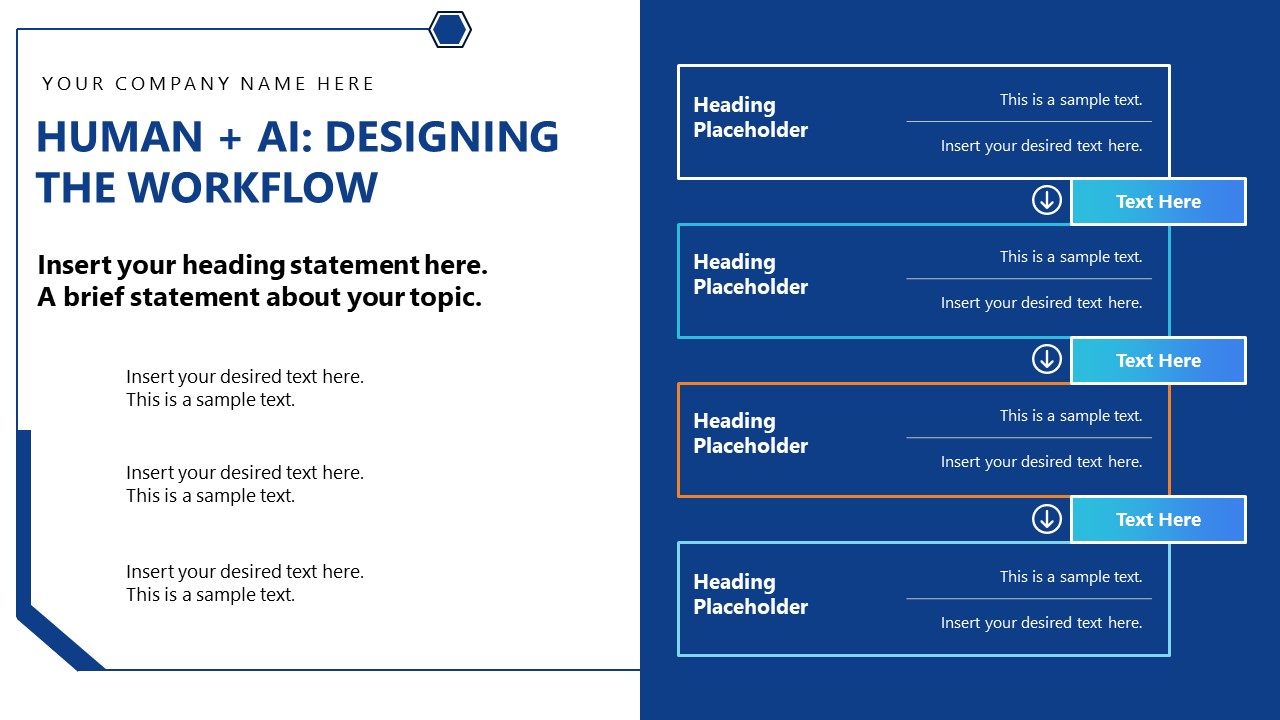 YOUR COMPANY NAME HERE
HUMAN + AI: DESIGNING
THE WORKFLOW
Insert your heading statement here.
A brief statement about your topic.
Insert your desired text here.
This is a sample text.
Insert your desired text here.
This is a sample text.
Insert your desired text here.
This is a sample text.
Heading
Placeholder
This is a sample text.
Insert your desired text here.
Text Here
Heading
Placeholder
This is a sample text.
Insert your desired text here.
Text Here
Heading
Placeholder
This is a sample text.
Insert your desired text here.
Text Here
Heading
Placeholder
This is a sample text.
Insert your desired text here.